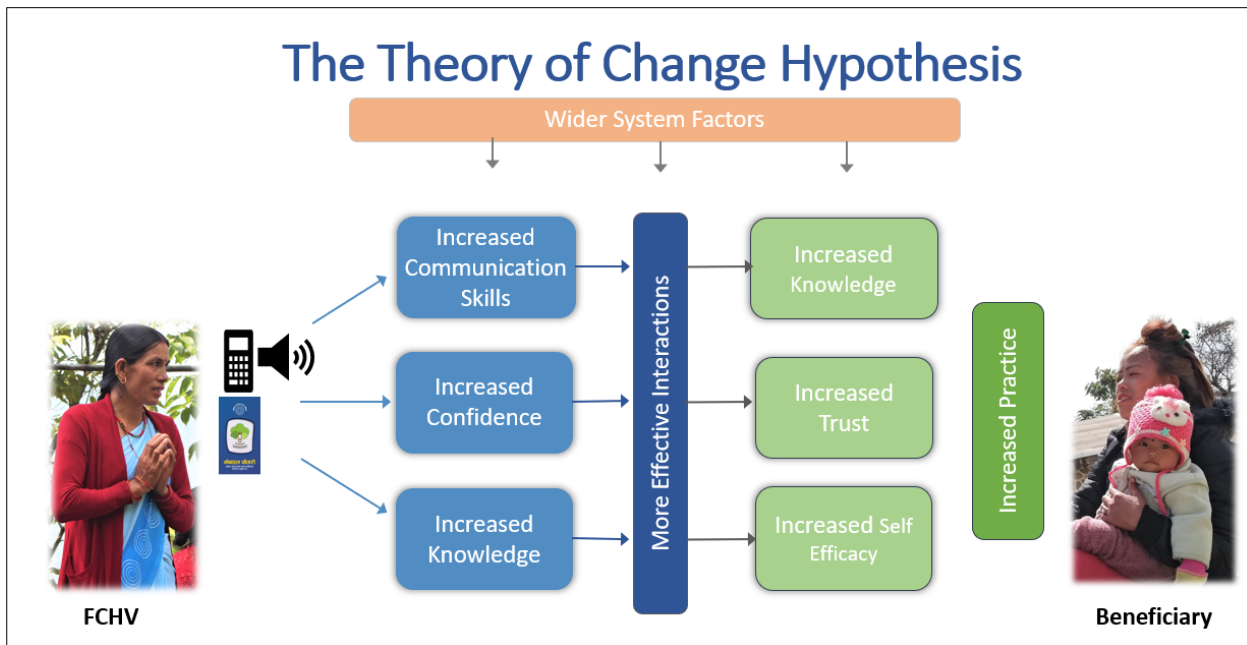 The Theory of Change Hypothesis
Wider System Factors
Increased
Communication
Skills
Increased
Confidence
Increased
Knowledge
More Effective Interactions
Increased
Knowledge
Increased
Trust
Increased Self
Efficacy
Increased Practice
FCHV
Beneficiary